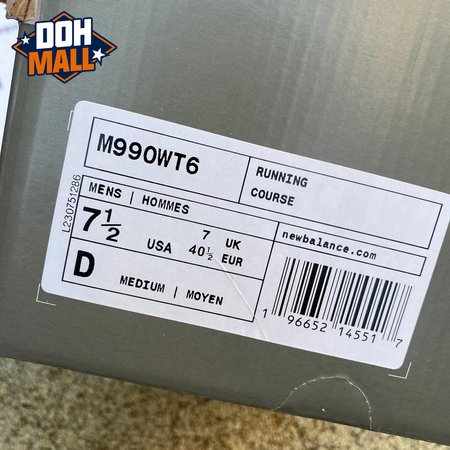 DOH
MALL
M990WT6
RUNNING
COURSE
L230751286
MENS | HOMMES
7½ USA
7 UK
40½ EUR
D
MEDIUM | MOYEN
newbalance.com
1 96652 14551 7